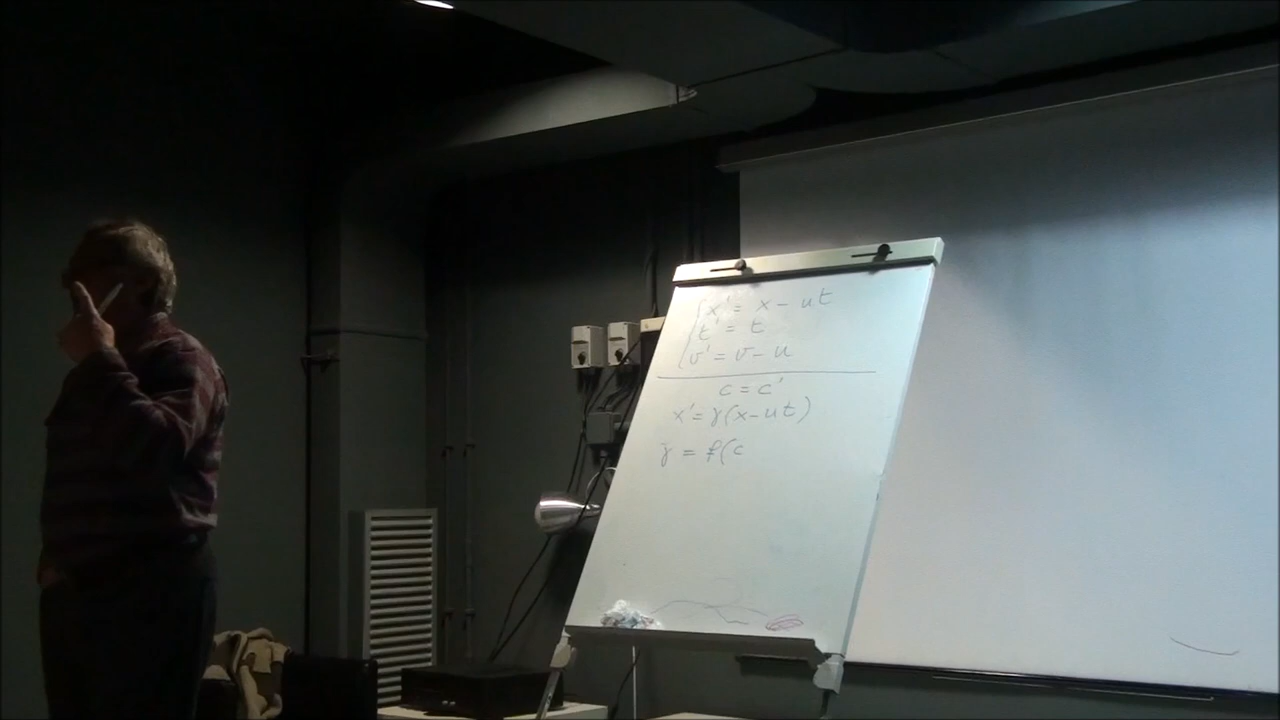 x' = x - ut
t' = t
v' = v - u
c = c'
x' = γ(x-ut)
γ = f(c